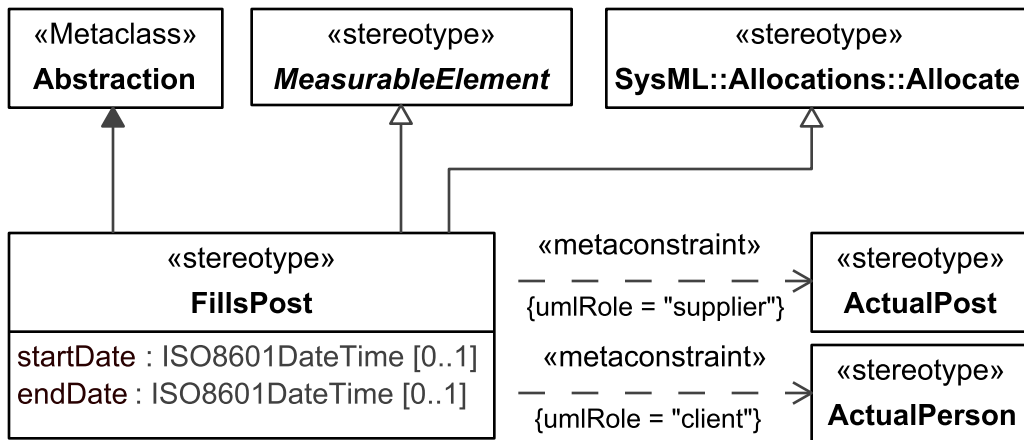 «Metaclass»
Abstraction
«stereotype»
MeasurableElement
«stereotype»
SysML::Allocations::Allocate
«stereotype»
FillsPost
startDate : ISO8601DateTime [0..1]
endDate : ISO8601DateTime [0..1]
«metaconstraint»
{umlRole = "supplier"}
«stereotype»
ActualPost
«metaconstraint»
{umlRole = "client"}
«stereotype»
ActualPerson